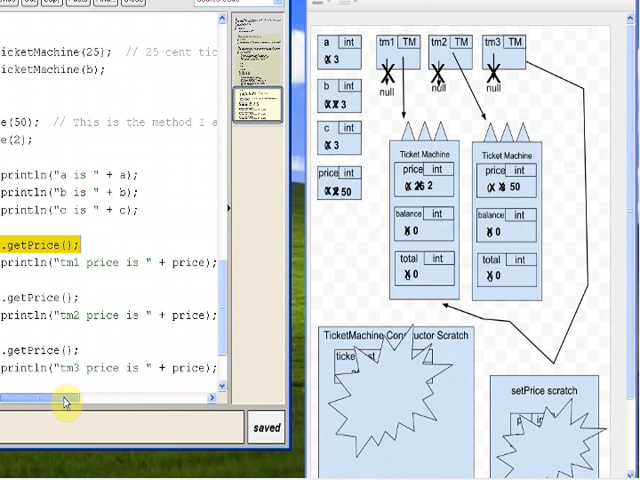 icketMachine(25);  // 25 cent tic
icketMachine(b);
(50);  // This is the method I a
e(2);
println("a is " + a);
println("b is " + b);
println("c is " + c);
.getPrice();
println("tm1 price is " + price);
.getPrice();
println("tm2 price is " + price);
.getPrice();
println("tm3 price is " + price);
saved
a int
3
b int
3
c int
3
price int
50
tm1 TM
null
tm2 TM
null
tm3 TM
null
Ticket Machine
price int
2
balance int
0
total int
0
Ticket Machine
price int
50
balance int
0
total int
0
TicketMachine Constructor Scratch
setPrice scratch